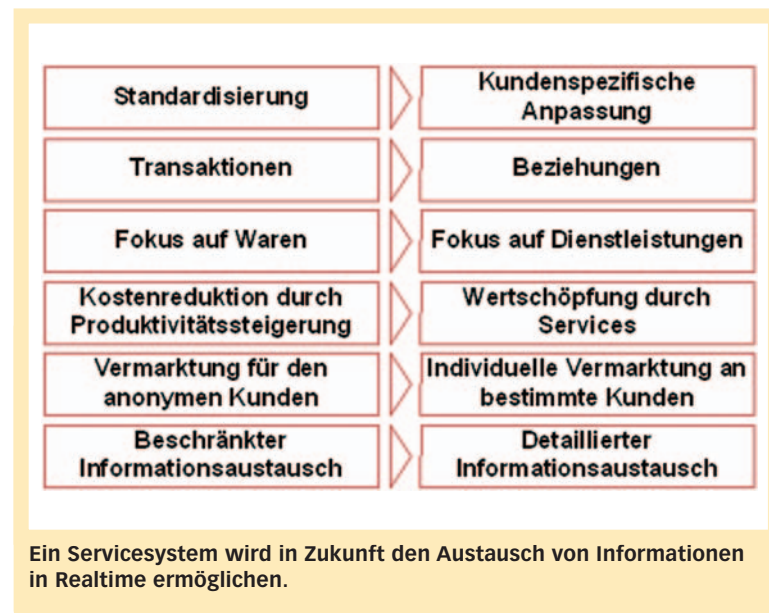 Standardisierung
Kundenspezifische
Anpassung
Transaktionen
Beziehungen
Fokus auf Waren
Fokus auf Dienstleistungen
Kostenreduktion durch
Produktivitätssteigerung
Wertschöpfung durch
Services
Vermarktung für den
anonymen Kunden
Individuelle Vermarktung an
bestimmte Kunden
Beschränkter
Informationsaustausch
Detaillierter
Informationsaustausch
Ein Servicesystem wird in Zukunft den Austausch von Informationen
in Realtime ermöglichen.